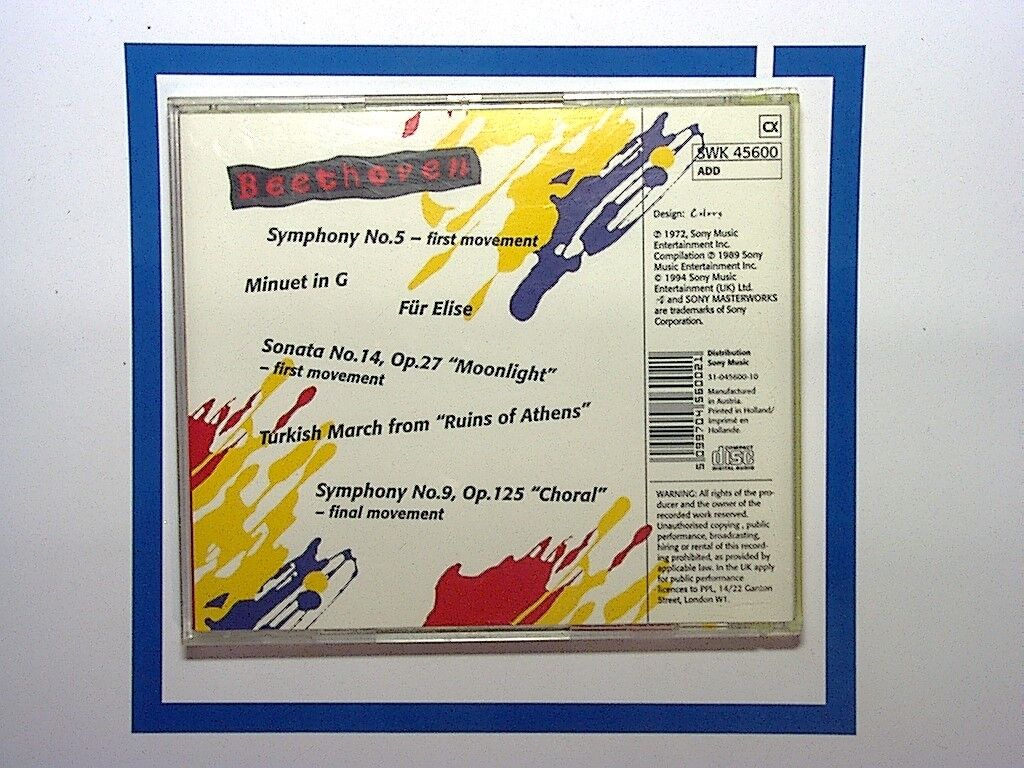 Beethoven
Symphony No.5 – first movement
Minuet in G
Für Elise
Sonata No.14, Op.27 “Moonlight”
– first movement
Turkish March from “Ruins of Athens”
Symphony No.9, Op.125 “Choral”
– final movement
CX
SWK 45600
ADD
Design:
℗ 1972, Sony Music
Entertainment Inc.
Compilation ℗ 1989 Sony
Music Entertainment Inc.
© 1994 Sony Music
Entertainment (UK) Ltd.
and SONY MASTERWORKS
are trademarks of Sony
Corporation.
Distribution
Sony Music
31-045600-10
Manufactured
in Austria.
Printed in Holland/
Imprimé en
Hollande.
5 099704 560021
COMPACT
disc
DIGITAL AUDIO
WARNING: All rights of the pro-
ducer and the owner of the
recorded work reserved.
Unauthorised copying, public
performance, broadcasting,
hiring or rental of this record-
ing prohibited, as provided by
applicable law. In the UK apply
for public performance
licences to PPL, 14/22 Ganton
Street, London W1.